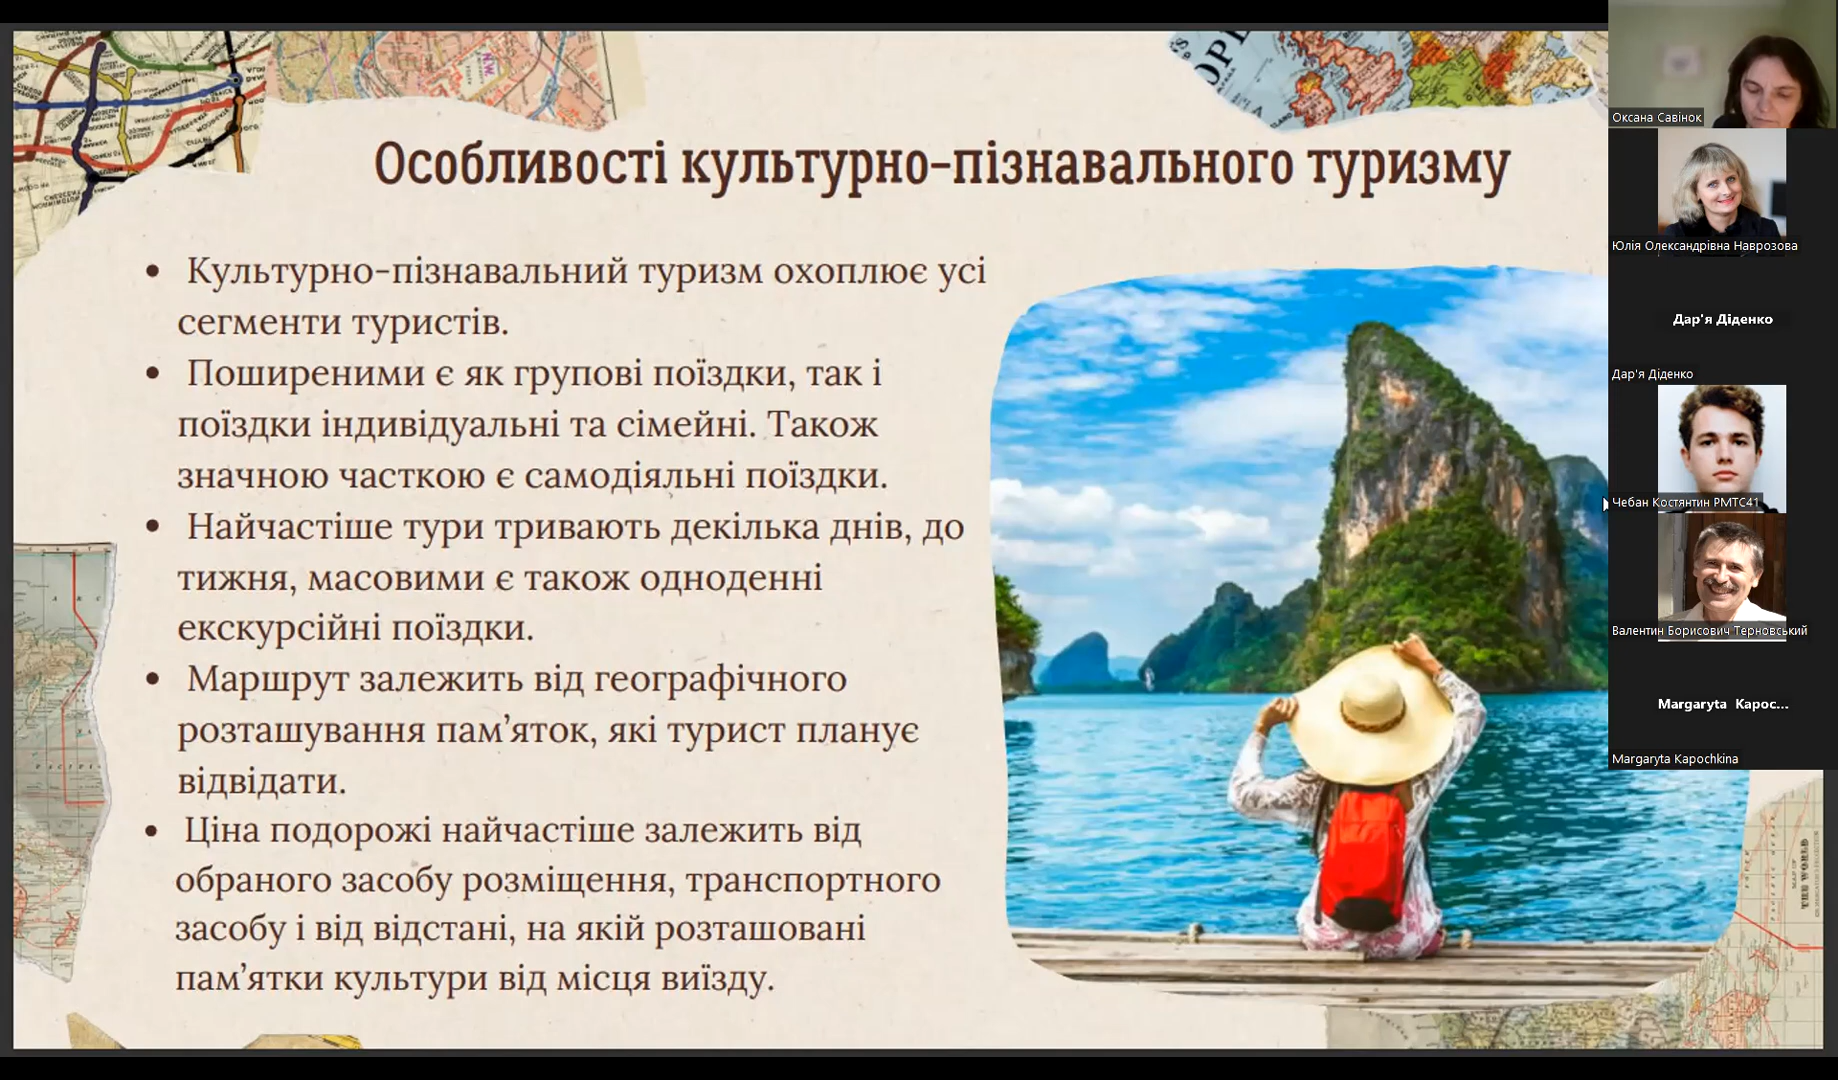 Особливості культурно-пізнавального туризму
• Культурно-пізнавальний туризм охоплює усі
сегменти туристів.
• Поширеними є як групові поїздки, так і
поїздки індивідуальні та сімейні. Також
значною часткою є самодіяльні поїздки.
• Найчастіше тури тривають декілька днів, до
тижня, масовими є також одноденні
екскурсійні поїздки.
• Маршрут залежить від географічного
розташування пам’яток, які турист планує
відвідати.
• Ціна подорожі найчастіше залежить від
обраного засобу розміщення, транспортного
засобу і від відстані, на якій розташовані
пам’ятки культури від місця виїзду.
Оксана Савінок
Юлія Олександрівна Наврозова
Дар'я Діденко
Дар'я Діденко
Чебан Костянтин РМТС41
Валентин Борисович Терновський
Margaryta Карос...
Margaryta Kapochkina
THE WORLD